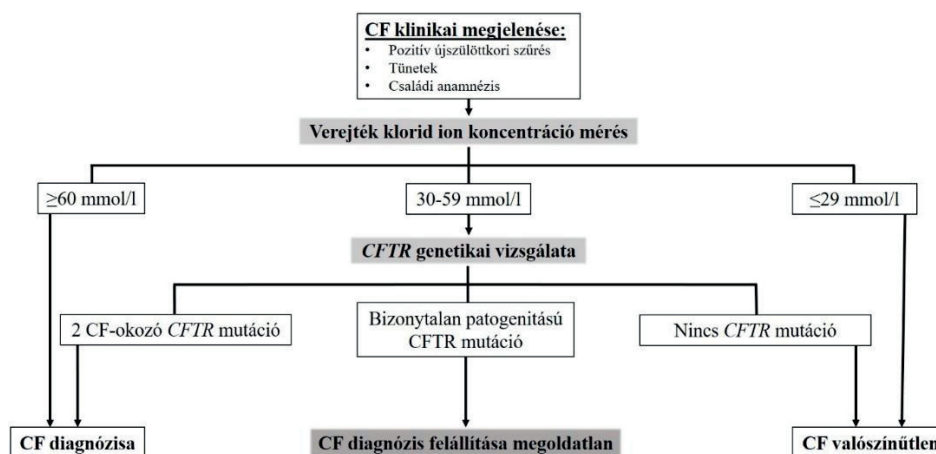 CF klinikai megjelenése:
• Pozitív újszülöttkori szűrés
• Tünetek
• Családi anamnézis
Verejték klorid ion koncentráció mérés
≥60 mmol/l
30-59 mmol/l
≤29 mmol/l
CFTR genetikai vizsgálata
2 CF-okozó CFTR mutáció
Bizonytalan patogenitású
CFTR mutáció
Nincs CFTR mutáció
CF diagnózisa
CF diagnózis felállítása megoldatlan
CF valószínűtlen